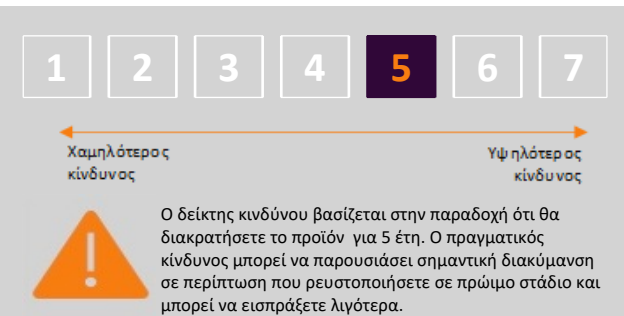 1 2 3 4 5 6 7
Χαμηλότερος Υψηλότερος
κίνδυνος κίνδυνος
Ο δείκτης κινδύνου βασίζεται στην παραδοχή ότι θα
διακρατήσετε το προϊόν για 5 έτη. Ο πραγματικός
κίνδυνος μπορεί να παρουσιάσει σημαντική διακύμανση
σε περίπτωση που ρευστοποιήσετε σε πρώιμο στάδιο και
μπορεί να εισπράξετε λιγότερα.